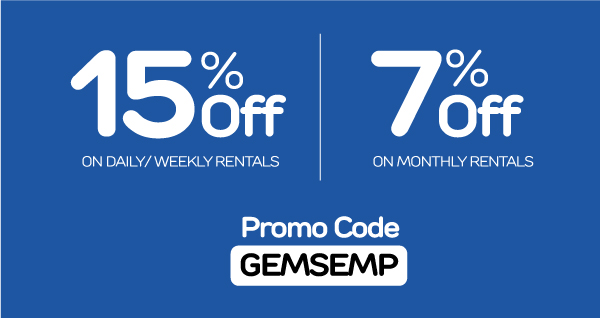 15% Off
ON DAILY/ WEEKLY RENTALS
7% Off
ON MONTHLY RENTALS
Promo Code
GEMSEMP